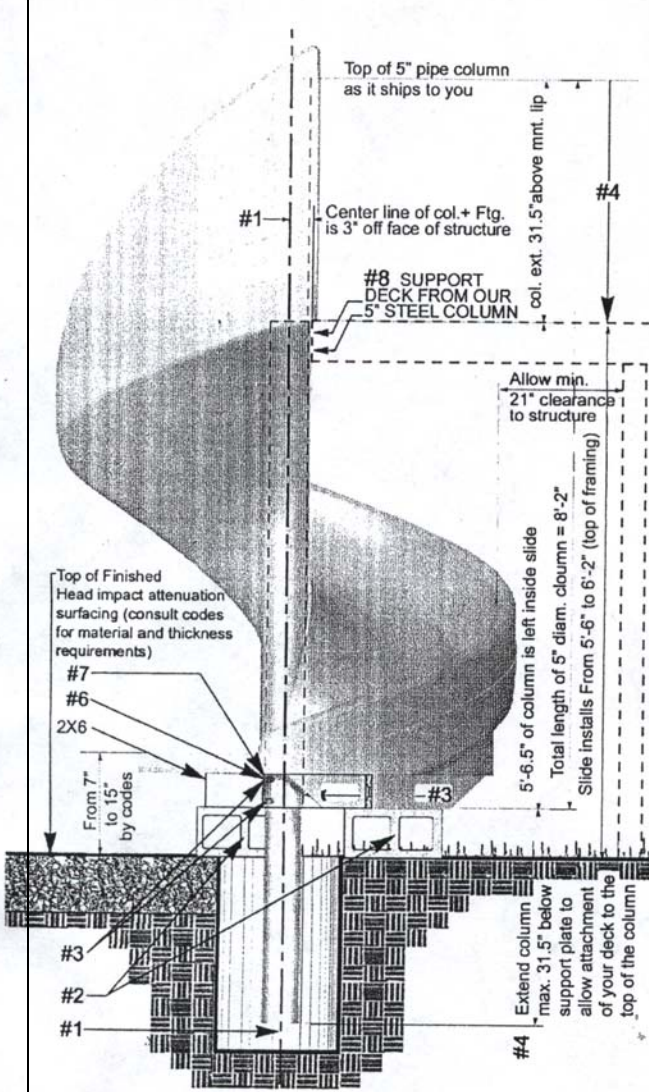 Top of 5" pipe column
as it ships to you
col. ext. 31.5"above mnt. lip
#4
#1
Center line of col.+ Ftg.
is 3" off face of structure
#8 SUPPORT
DECK FROM OUR
5" STEEL COLUMN
Allow min.
21" clearance
to structure
5'-6.5" of column is left inside slide
Total length of 5" diam. cloumn = 8'-2"
Slide installs From 5'-6" to 6'-2" (top of framing)
Top of Finished
Head impact attenuation
surfacing (consult codes
for material and thickness
requirements)
#7
#6
2X6
From 7"
to 15"
by codes
#3
#3
#2
#1
#4
Extend column
max. 31.5" below
support plate to
allow attachment
of your deck to the
top of the column